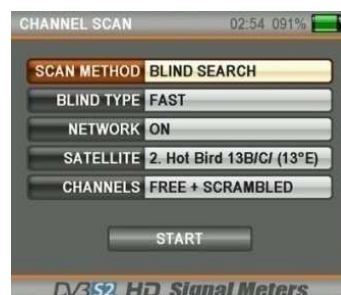 CHANNEL SCAN 02:54 091%
SCAN METHOD BLIND SEARCH
BLIND TYPE FAST
NETWORK ON
SATELLITE 2. Hot Bird 13B/C/ (13°E)
CHANNELS FREE + SCRAMBLED
START
S2 HD Signal Meters